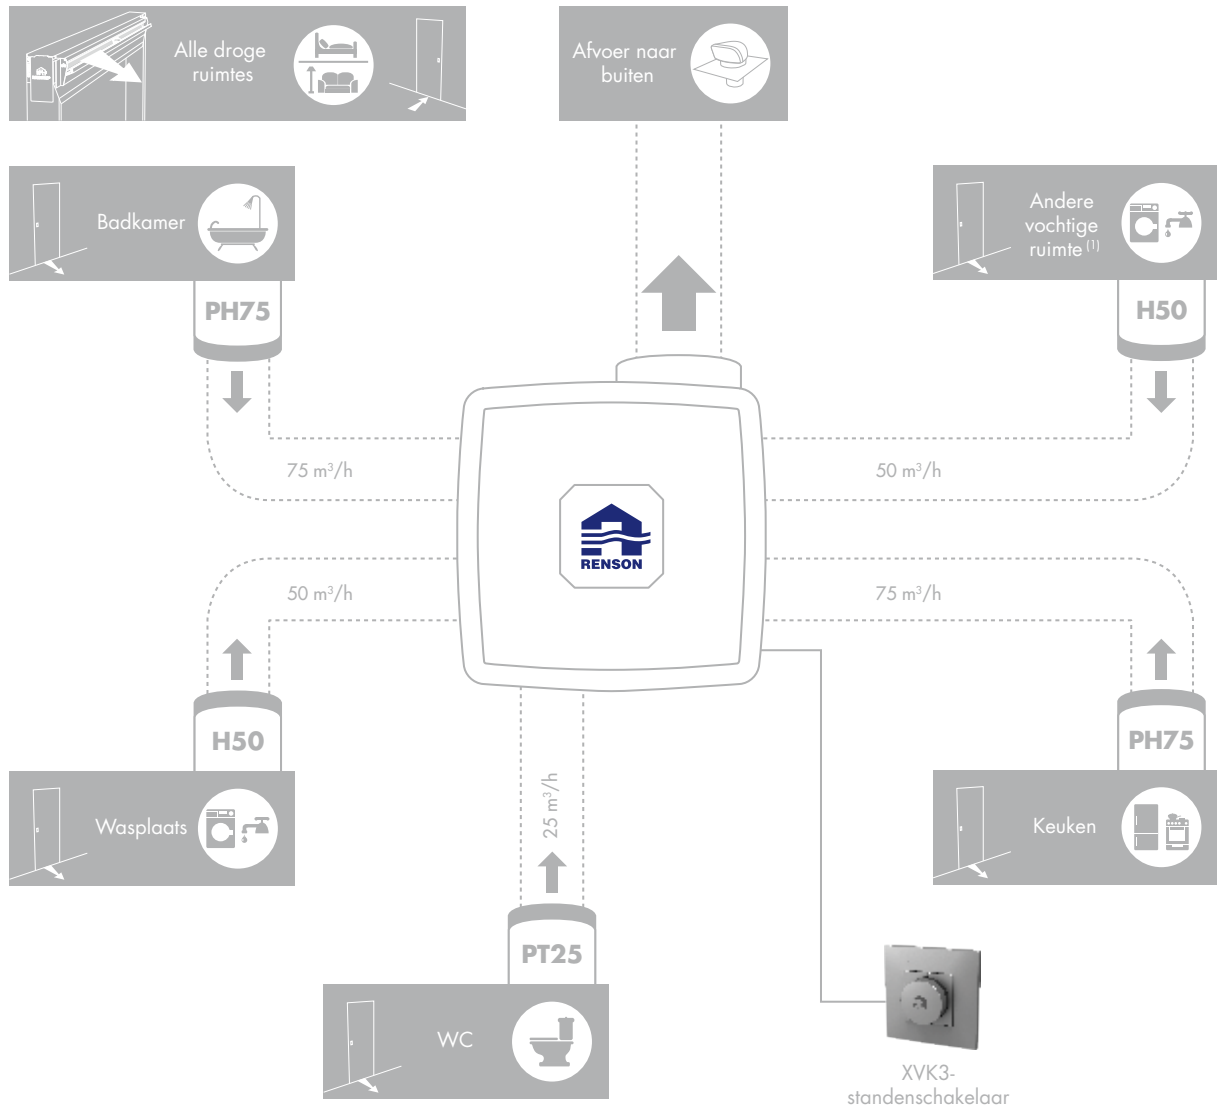 Alle droge
ruimtes
Afvoer naar
buiten
Badkamer
PH75
Andere
vochtige
ruimte (1)
H50
75 m³/h
50 m³/h
RENSON
50 m³/h
75 m³/h
H50
Wasplaats
PH75
Keuken
25 m³/h
PT25
WC
XVK3-
standenschakelaar